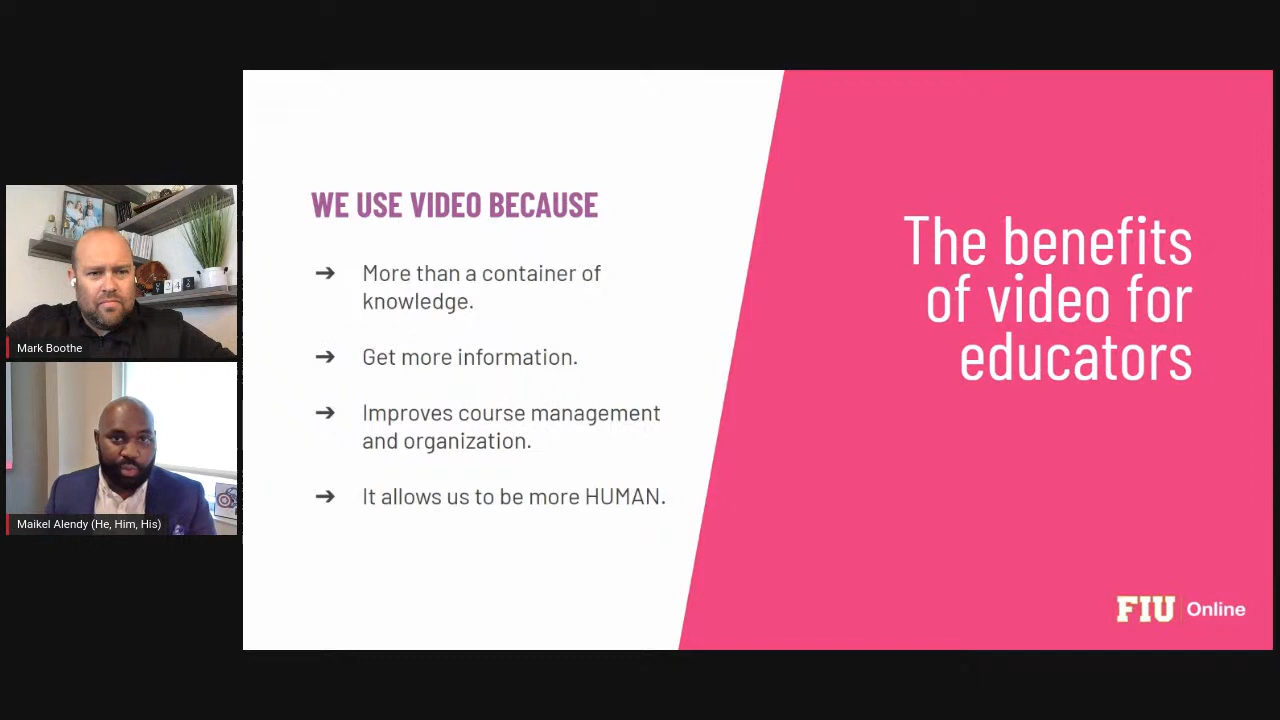 WE USE VIDEO BECAUSE
➔ More than a container of
knowledge.
➔ Get more information.
➔ Improves course management
and organization.
➔ It allows us to be more HUMAN.
The benefits
of video for
educators
FIU Online
Mark Boothe
Maikel Alendy (He, Him, His)